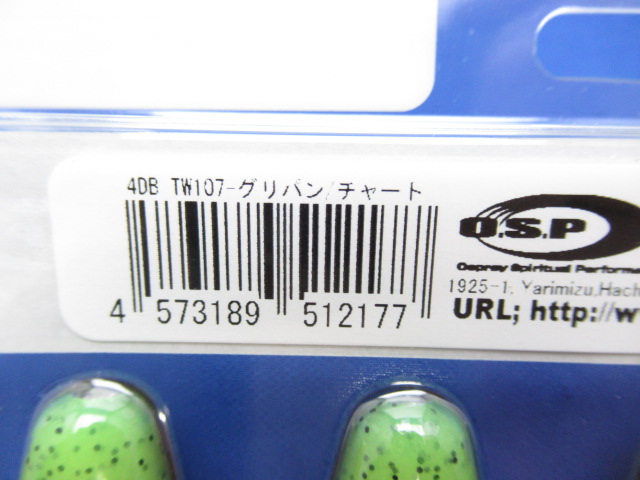 4DB TW107-グリパン/チャート
4 573189 512177
O.S.P
Osprey Spiritual Performa
1925-1, Yarimizu,Hach
URL; http://w